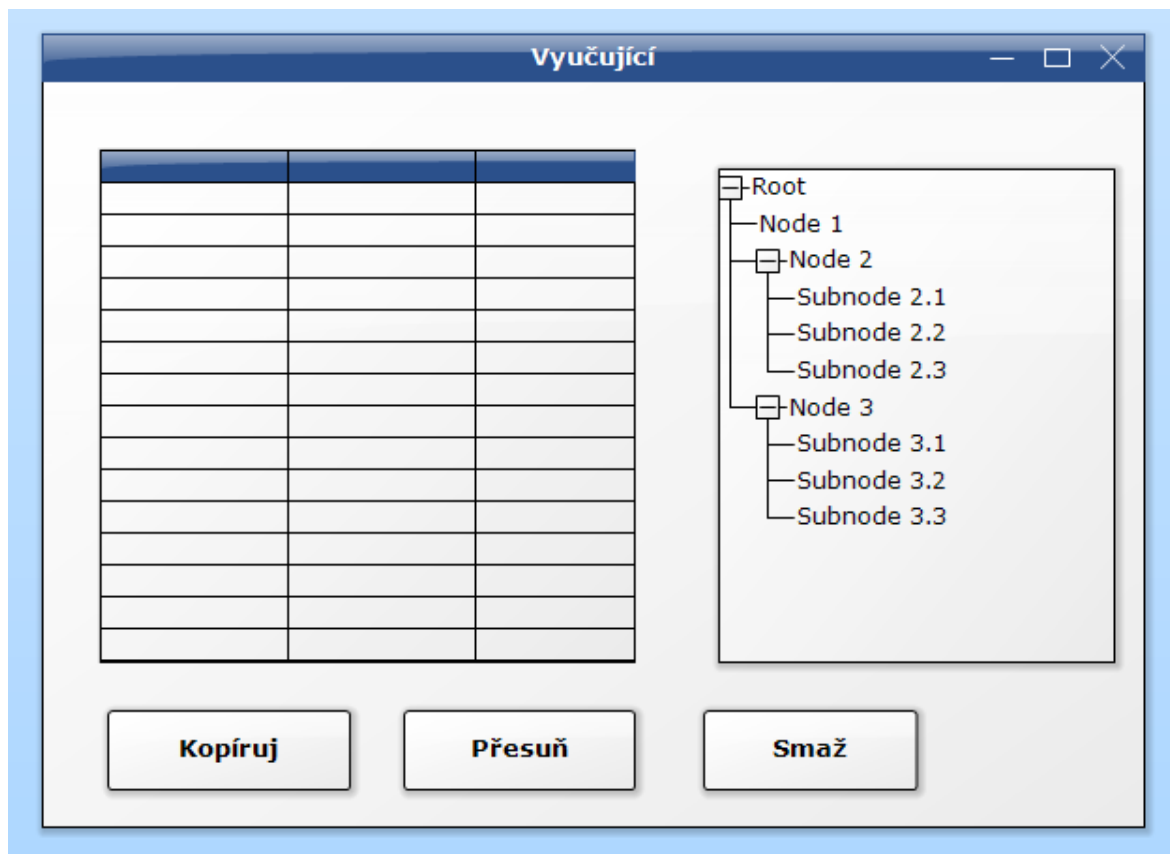 Vyučující
Root
Node 1
Node 2
Subnode 2.1
Subnode 2.2
Subnode 2.3
Node 3
Subnode 3.1
Subnode 3.2
Subnode 3.3
Kopíruj Přesuň Smaž